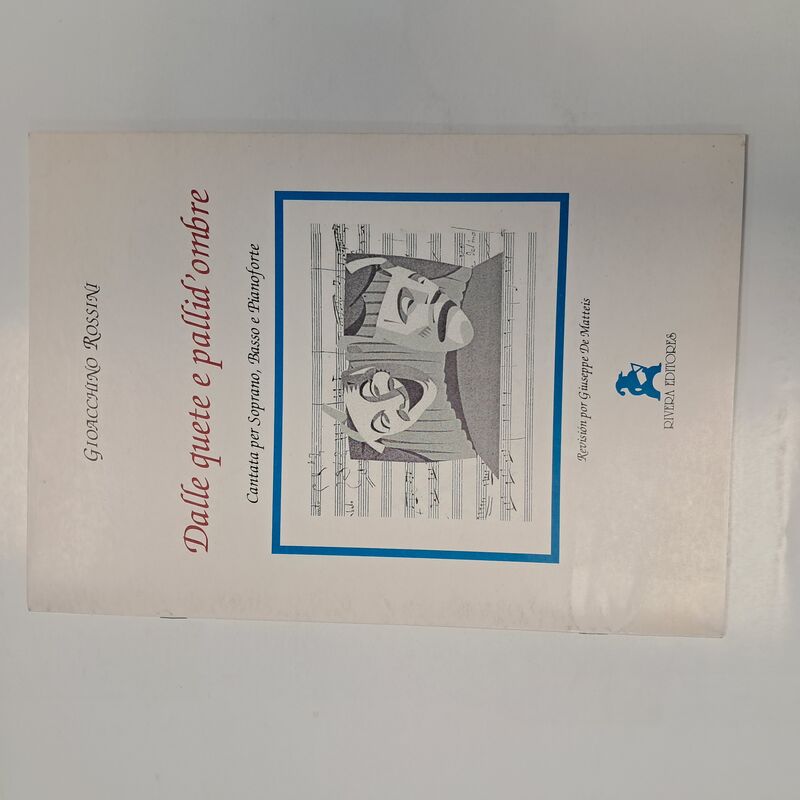 GIOACCHINO ROSSINI
Dalle quete e pallid'ombre
Cantata per Soprano, Basso e Pianoforte
Revisión por Giuseppe De Matteis
RIVERA EDITORES